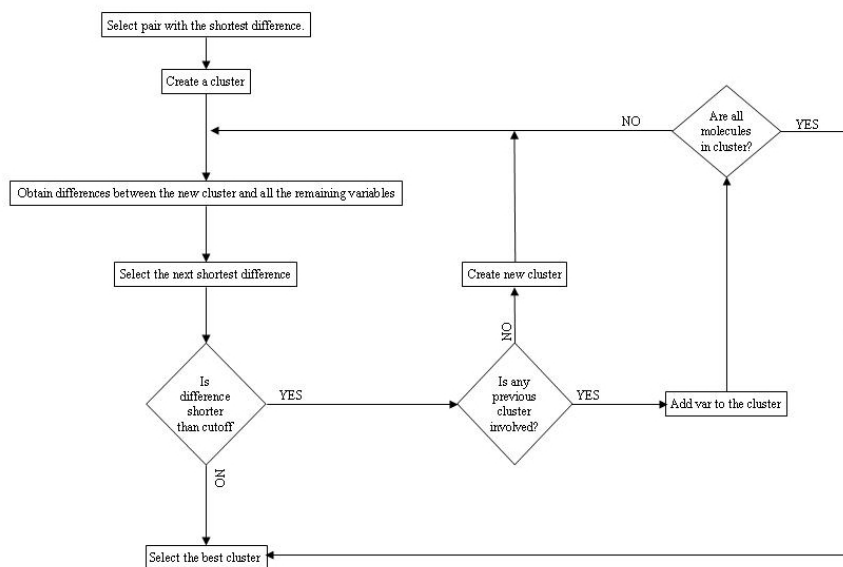 Select pair with the shortest difference.
Create a cluster
Are all
molecules
in cluster?
NO
YES
Obtain differences between the new cluster and all the remaining variables
Select the next shortest difference
Create new cluster
NO
Is
difference
shorter
than cutoff
YES
Is any
previous
cluster
involved?
YES
Add var to the cluster
NO
Select the best cluster